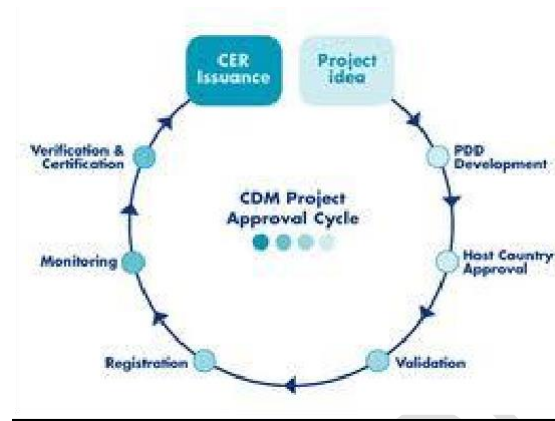 CER
Issuance
Project
idea
PDD
Development
Host Country
Approval
Validation
Registration
Monitoring
Verification &
Certification
CDM Project
Approval Cycle